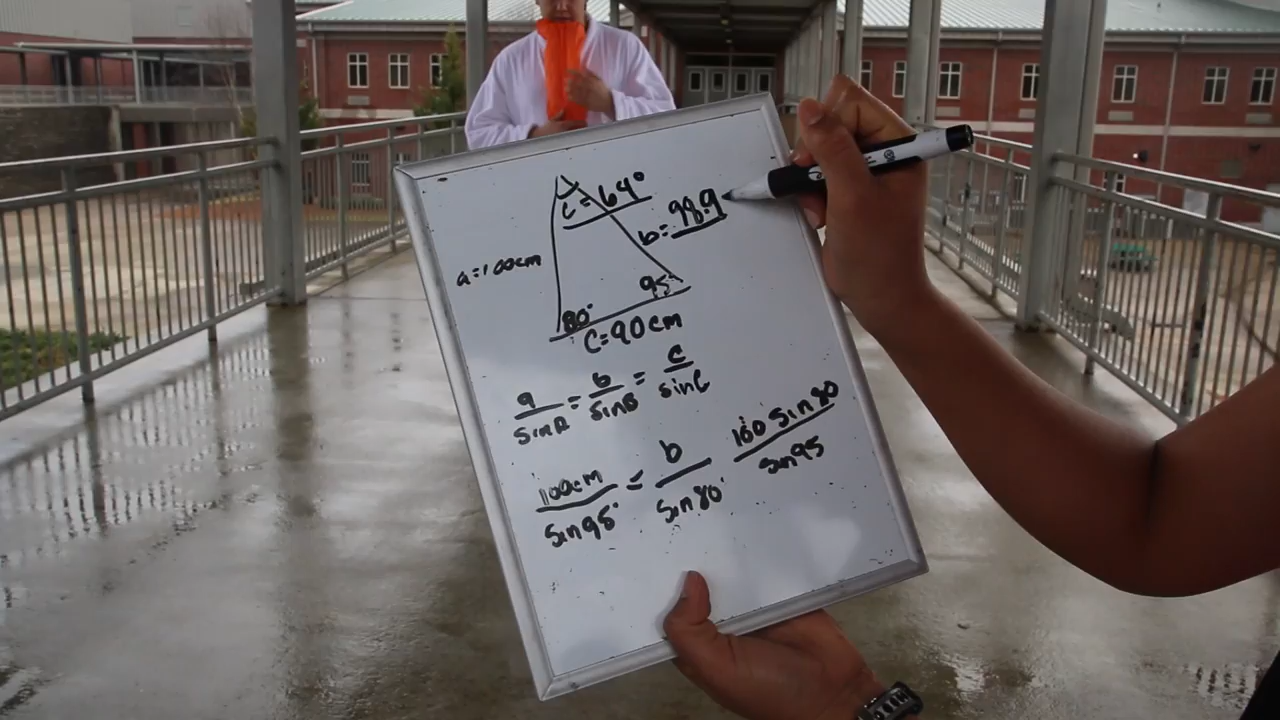 C=64°
b=98.9
a=100cm
95°
80°
C=90cm
a/sinA = b/sinB = c/sinC
100cm/sin95° = b/sin80° 100 sin80/sin95